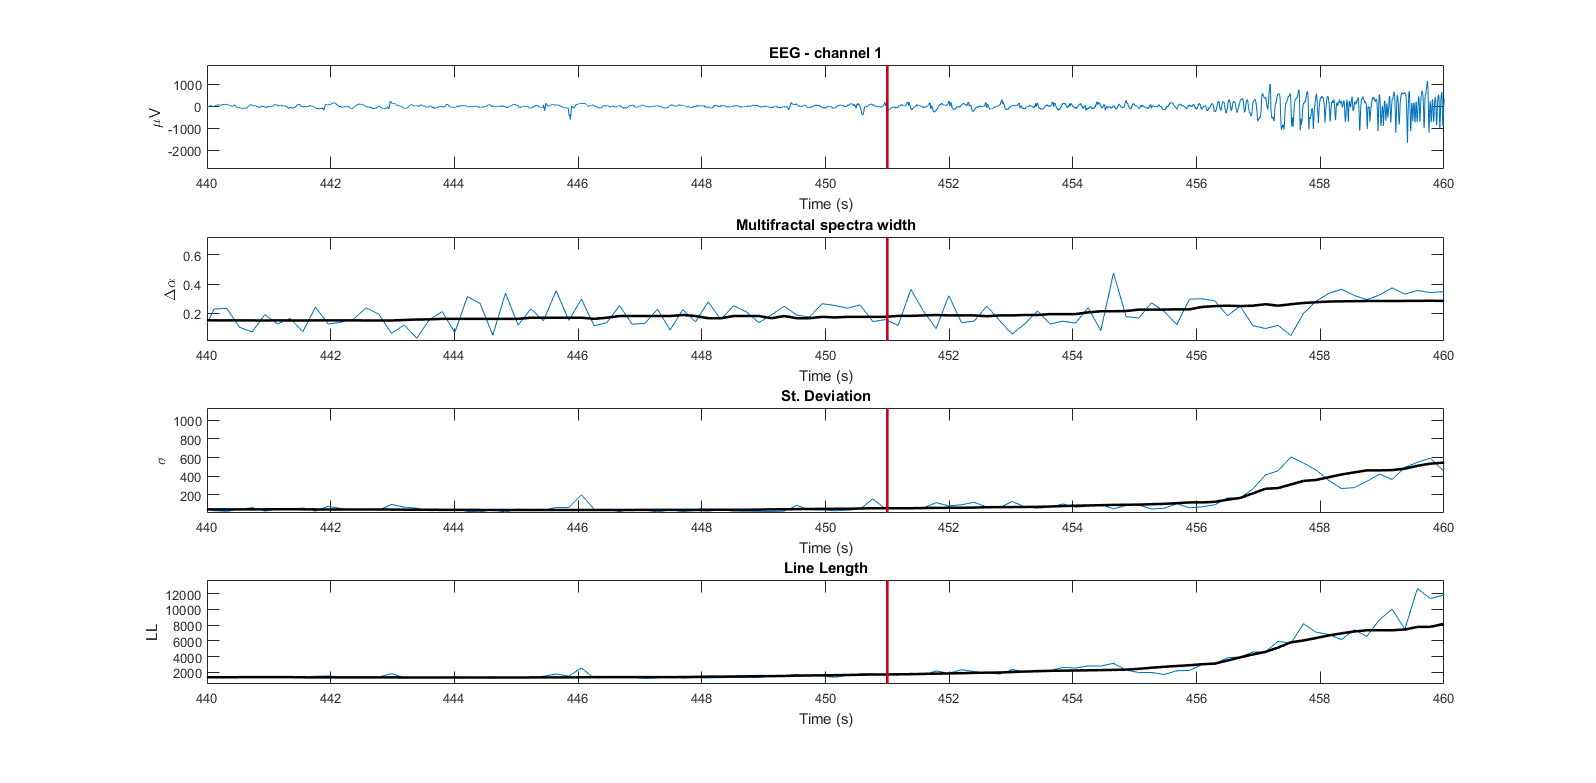 EEG - channel 1
1000
0
-1000
-2000
μV
440 442 444 446 448 450 452 454 456 458 460
Time (s)
Multifractal spectra width
0.6
0.4
0.2
Δα
440 442 444 446 448 450 452 454 456 458 460
Time (s)
St. Deviation
1000
800
600
400
200
σ
440 442 444 446 448 450 452 454 456 458 460
Time (s)
Line Length
12000
10000
8000
6000
4000
2000
LL
440 442 444 446 448 450 452 454 456 458 460
Time (s)